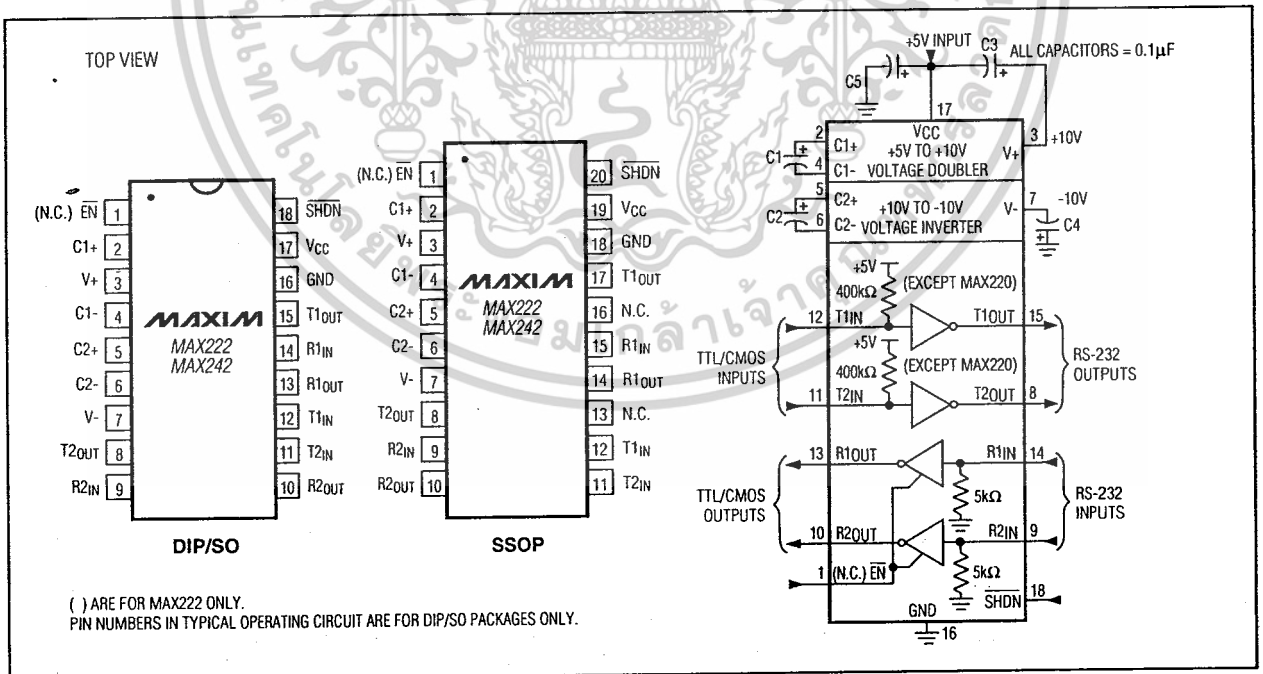 TOP VIEW
(N.C.) EN 1
C1+ 2
V+ 3
C1- 4
C2+ 5
C2- 6
V- 7
T2OUT 8
R2IN 9
18 SHDN
17 VCC
16 GND
15 T1OUT
14 R1IN
13 R1OUT
12 T1IN
11 T2IN
10 R2OUT
MAXIM
MAX222
MAX242
DIP/SO
(N.C.) EN 1
C1+ 2
V+ 3
C1- 4
C2+ 5
C2- 6
V- 7
T2OUT 8
R2IN 9
R2OUT 10
20 SHDN
19 VCC
18 GND
17 T1OUT
16 N.C.
15 R1IN
14 R1OUT
13 N.C.
12 T1IN
11 T2IN
MAXIM
MAX222
MAX242
SSOP
+5V INPUT
C3
ALL CAPACITORS = 0.1µF
C5
17
VCC
2 C1+
C1
4 C1-
+5V TO +10V
VOLTAGE DOUBLER
V+ 3 +10V
5 C2+
C2
6 C2-
+10V TO -10V
VOLTAGE INVERTER
V- 7 -10V
C4
+5V
400kΩ
(EXCEPT MAX220)
12 T1IN
T1OUT 15
+5V
400kΩ
(EXCEPT MAX220)
11 T2IN
T2OUT 8
TTL/CMOS
INPUTS
RS-232
OUTPUTS
13 R1OUT
R1IN 14
5kΩ
10 R2OUT
R2IN 9
5kΩ
TTL/CMOS
OUTPUTS
RS-232
INPUTS
1 (N.C.) EN
SHDN 18
GND
16
( ) ARE FOR MAX222 ONLY.
PIN NUMBERS IN TYPICAL OPERATING CIRCUIT ARE FOR DIP/SO PACKAGES ONLY.